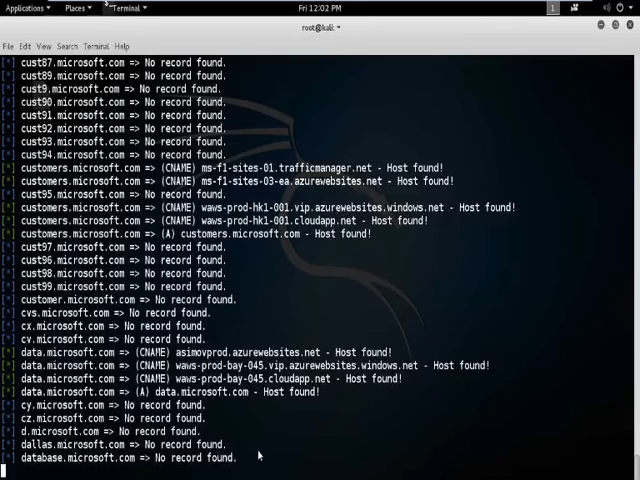 Applications Places Terminal Fri 12:02 PM 1
root@kali: ~
File Edit View Search Terminal Help
[*] cust87.microsoft.com => No record found.
[*] cust89.microsoft.com => No record found.
[*] cust9.microsoft.com => No record found.
[*] cust90.microsoft.com => No record found.
[*] cust91.microsoft.com => No record found.
[*] cust92.microsoft.com => No record found.
[*] cust93.microsoft.com => No record found.
[*] cust94.microsoft.com => No record found.
[*] customers.microsoft.com => (CNAME) ms-f1-sites-01.trafficmanager.net - Host found!
[*] customers.microsoft.com => (CNAME) ms-f1-sites-03-ea.azurewebsites.net - Host found!
[*] cust95.microsoft.com => No record found.
[*] customers.microsoft.com => (CNAME) waws-prod-hk1-001.vip.azurewebsites.windows.net - Host found!
[*] customers.microsoft.com => (CNAME) waws-prod-hk1-001.cloudapp.net - Host found!
[*] customers.microsoft.com => (A) customers.microsoft.com - Host found!
[*] cust97.microsoft.com => No record found.
[*] cust96.microsoft.com => No record found.
[*] cust98.microsoft.com => No record found.
[*] cust99.microsoft.com => No record found.
[*] customer.microsoft.com => No record found.
[*] cvs.microsoft.com => No record found.
[*] cx.microsoft.com => No record found.
[*] cv.microsoft.com => No record found.
[*] data.microsoft.com => (CNAME) asimovprod.azurewebsites.net - Host found!
[*] data.microsoft.com => (CNAME) waws-prod-bay-045.vip.azurewebsites.windows.net - Host found!
[*] data.microsoft.com => (CNAME) waws-prod-bay-045.cloudapp.net - Host found!
[*] data.microsoft.com => (A) data.microsoft.com - Host found!
[*] cy.microsoft.com => No record found.
[*] cz.microsoft.com => No record found.
[*] d.microsoft.com => No record found.
[*] dallas.microsoft.com => No record found.
[*] database.microsoft.com => No record found.